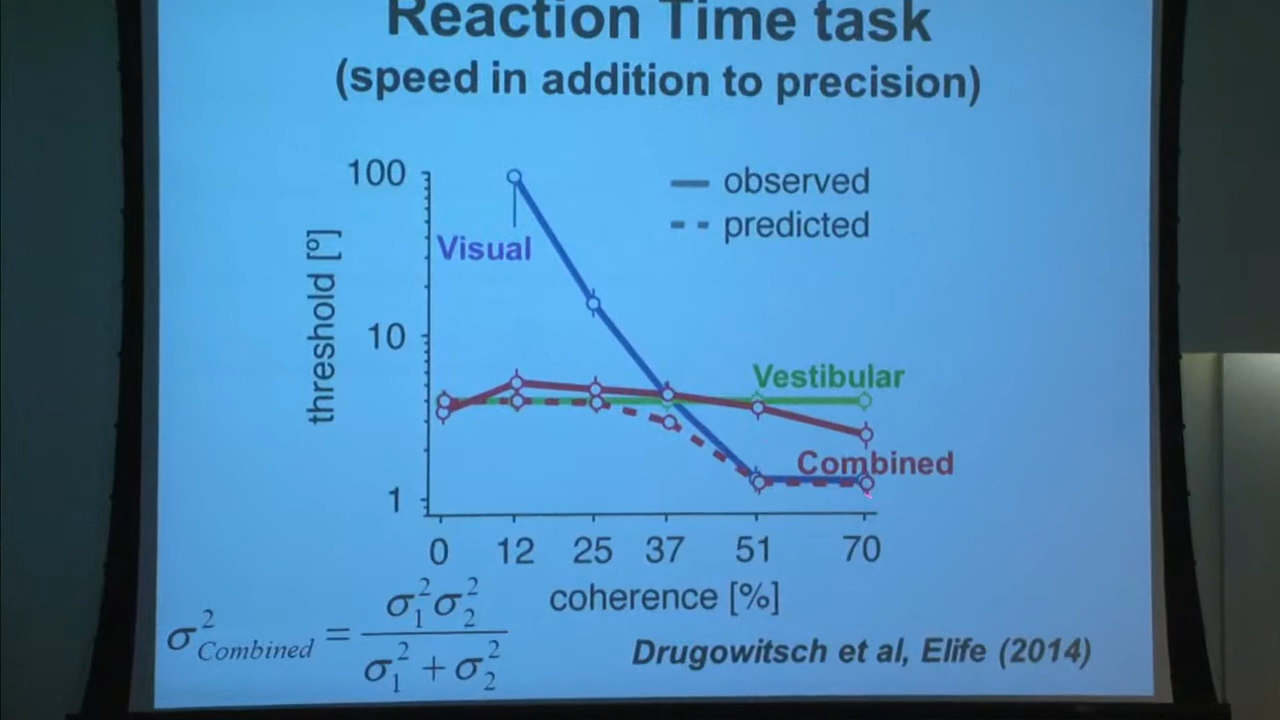 Reaction Time task
(speed in addition to precision)
100
observed
predicted
Visual
threshold [º]
10
Vestibular
Combined
1
0 12 25 37 51 70
coherence [%]
σ²Combined = σ₁²σ₂² / σ₁² + σ₂²
Drugowitsch et al, Elife (2014)